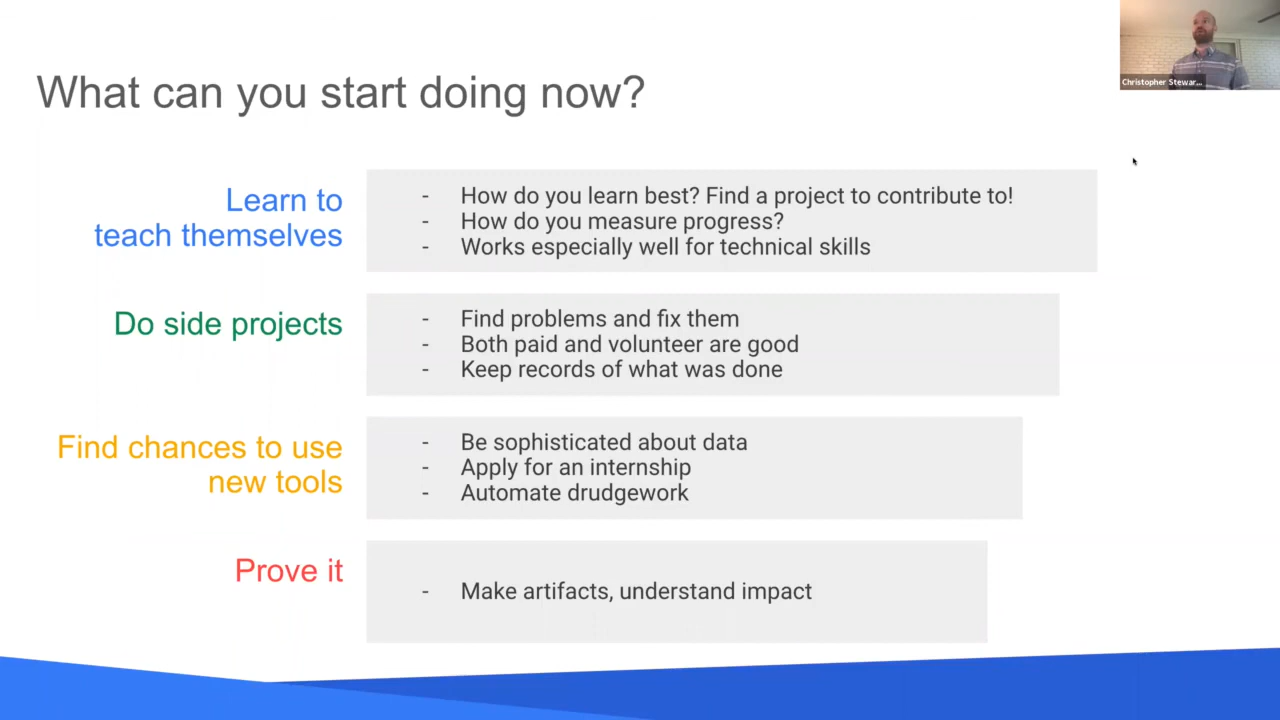 What can you start doing now?
Christopher Stewar...
Learn to
teach themselves
- How do you learn best? Find a project to contribute to!
- How do you measure progress?
- Works especially well for technical skills
Do side projects
- Find problems and fix them
- Both paid and volunteer are good
- Keep records of what was done
Find chances to use
new tools
- Be sophisticated about data
- Apply for an internship
- Automate drudgework
Prove it
- Make artifacts, understand impact